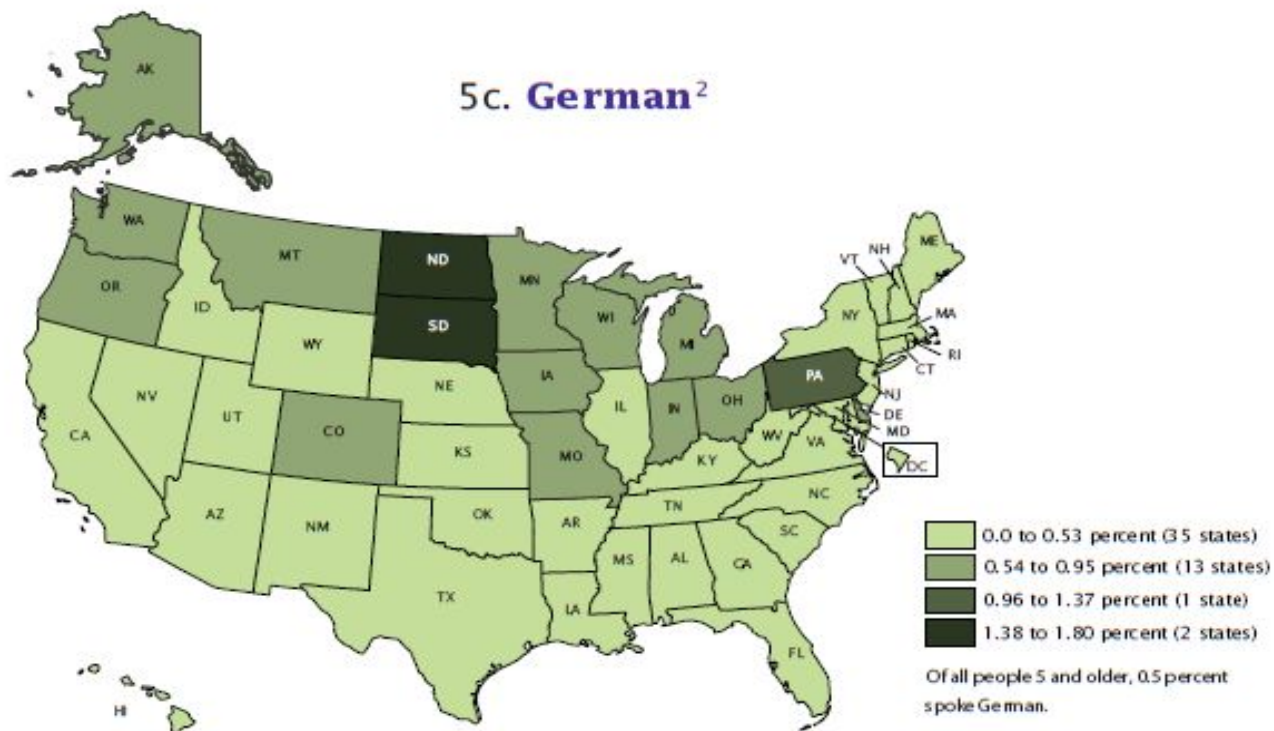 AK
5c. German²
WA
MT
ND
MN
OR
ID
SD
WI
MI
WY
IA
NE
NV
UT
CO
CA
KS
MO
IL
IN
OH
PA
NY
VT
NH
ME
MA
RI
CT
NJ
DE
MD
DC
WV
VA
KY
NC
TN
SC
AZ
NM
OK
AR
MS
AL
GA
TX
LA
FL
HI
0.0 to 0.53 percent (35 states)
0.54 to 0.95 percent (13 states)
0.96 to 1.37 percent (1 state)
1.38 to 1.80 percent (2 states)
Of all people 5 and older, 0.5 percent
spoke German.